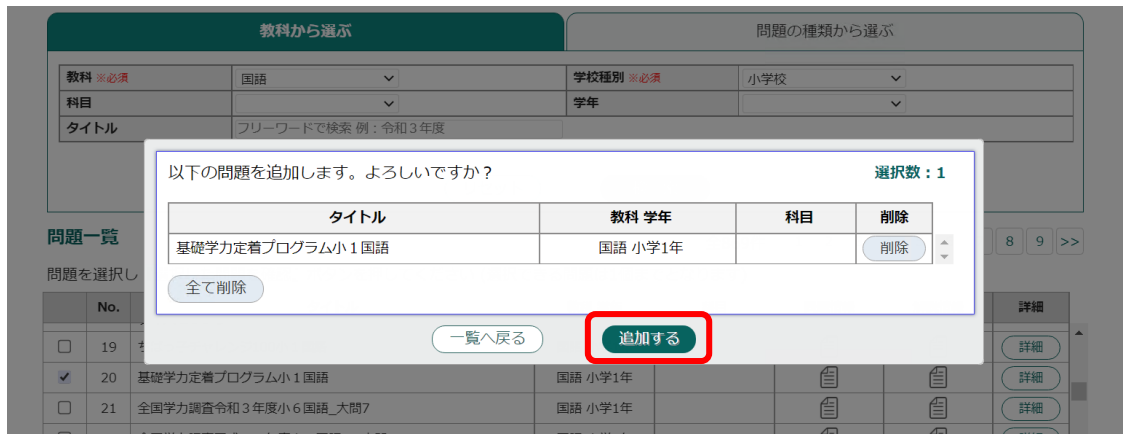 教科から選ぶ 問題の種類から選ぶ
教科 ※必須 国語 学校種別 ※必須 小学校
科目 学年
タイトル フリーワードで検索 例：令和３年度
以下の問題を追加します。よろしいですか？ 選択数：1
タイトル 教科 学年 科目 削除
基礎学力定着プログラム小１国語 国語 小学1年 削除
全て削除
一覧へ戻る 追加する
問題一覧 8 9 >>
問題を選択し
No. 詳細
19 詳細
20 基礎学力定着プログラム小１国語 国語 小学1年 詳細
21 全国学力調査令和３年度小６国語_大問7 国語 小学1年 詳細